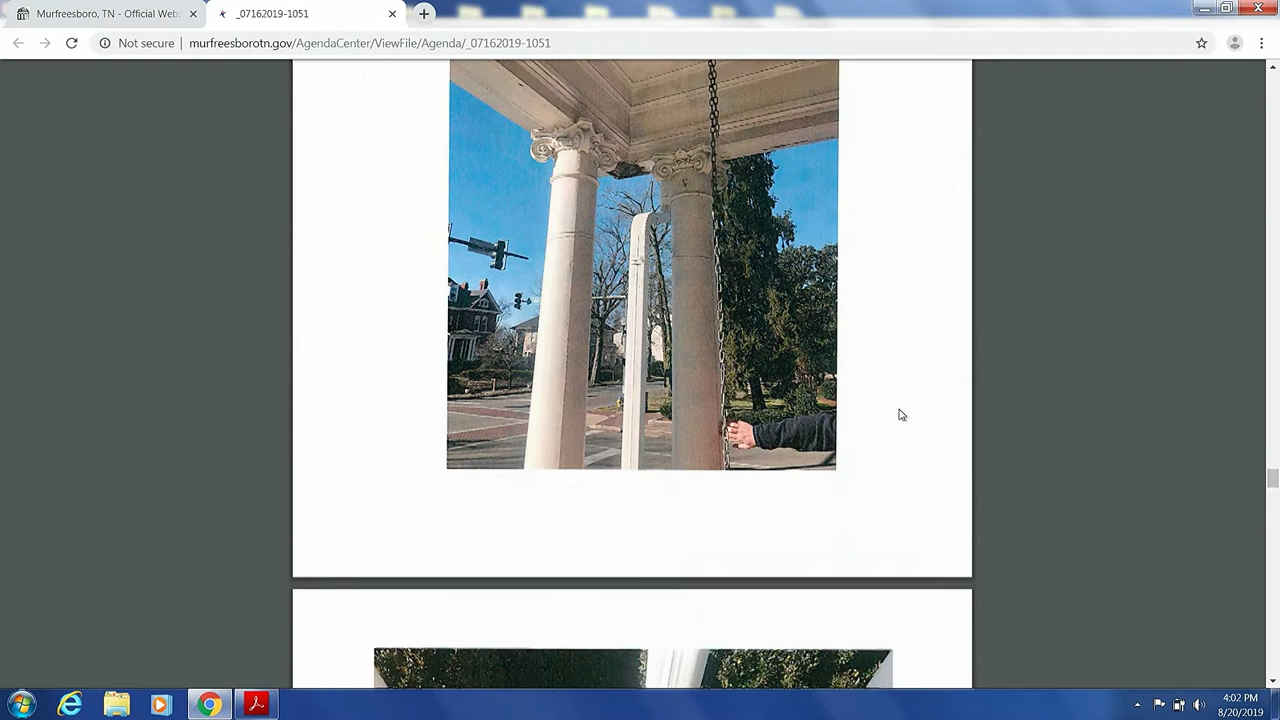 Murfreesboro, TN - Official Webs
_07162019-1051
Not secure
murfreesborotn.gov/AgendaCenter/ViewFile/Agenda/_07162019-1051
4:02 PM
8/20/2019